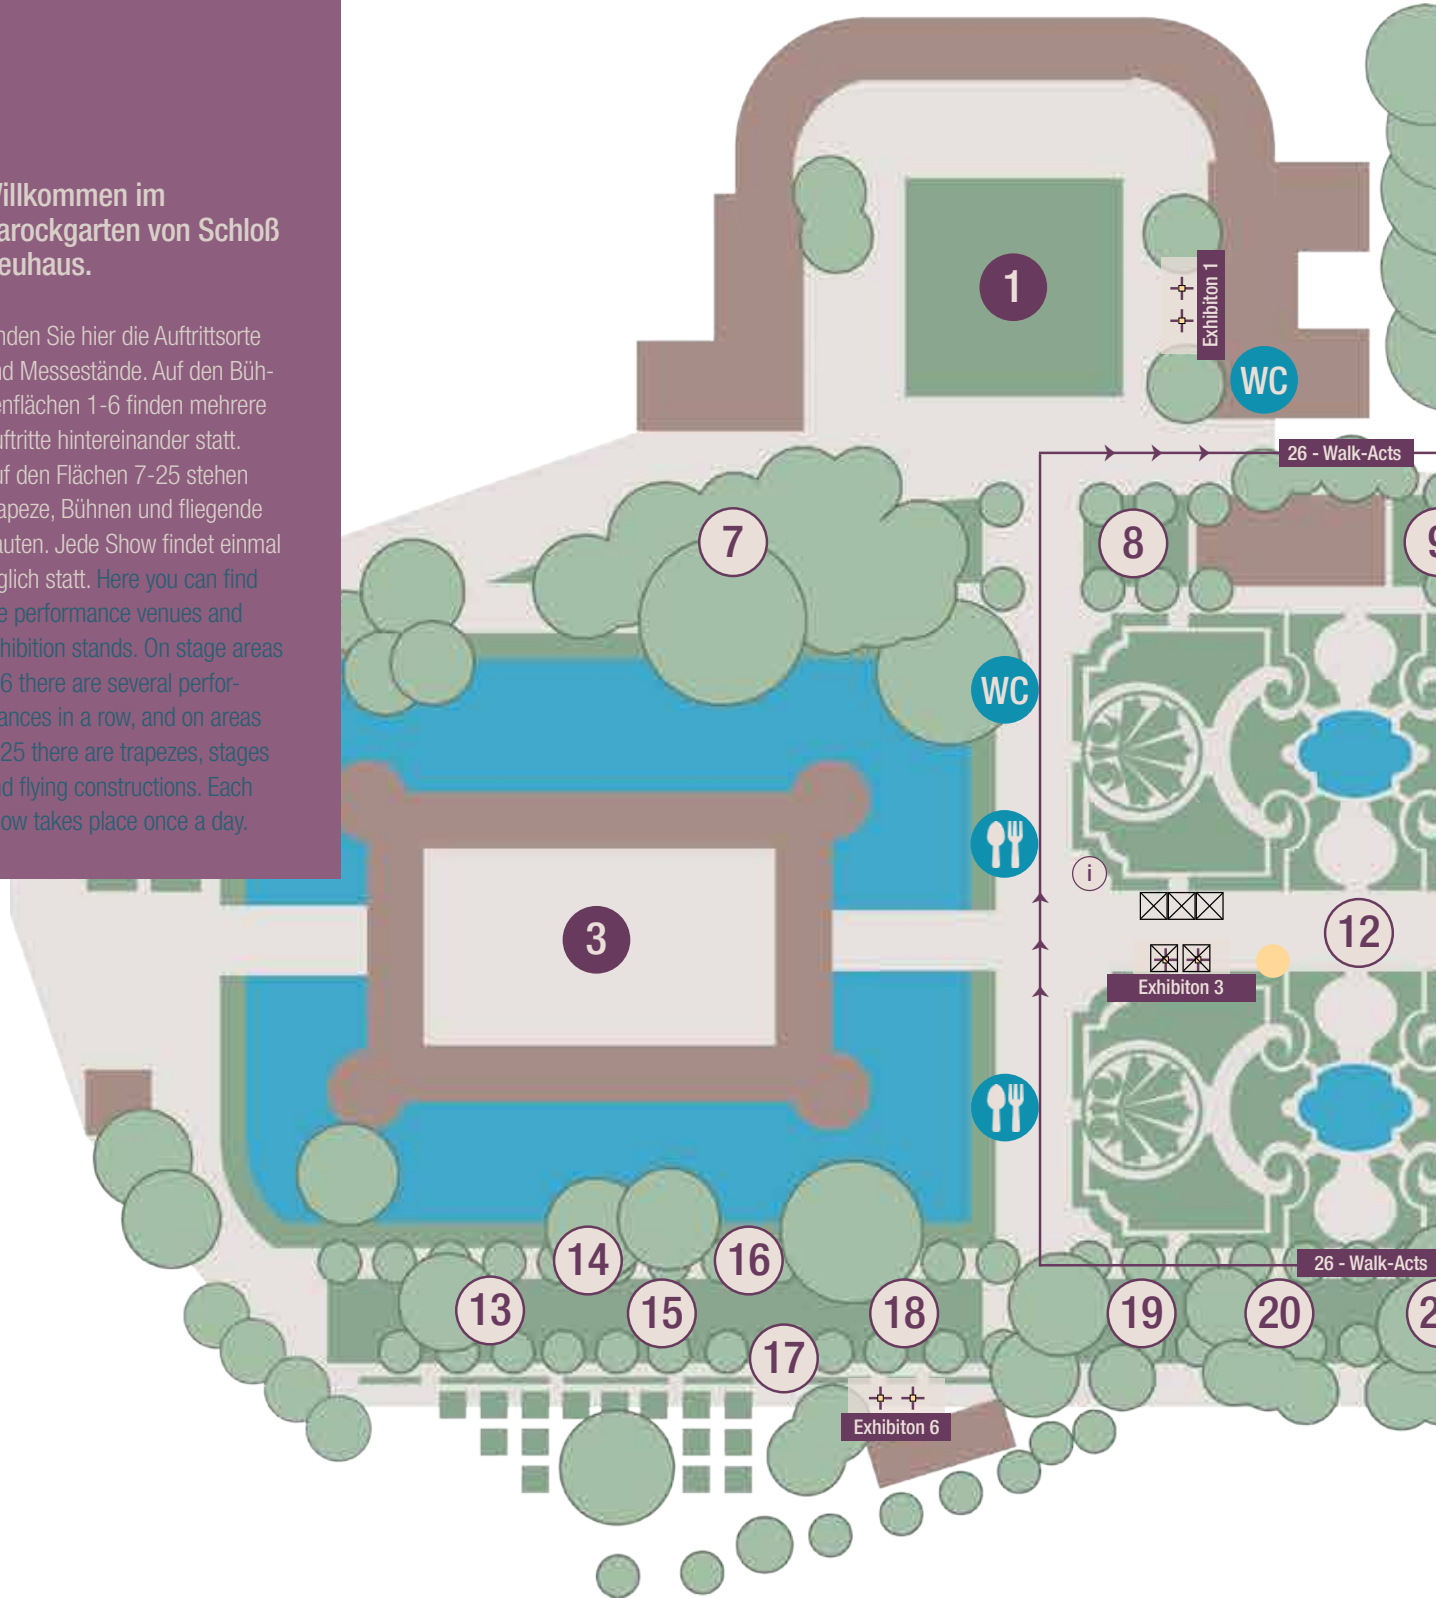 Willkommen im
arockgarten von Schloß
euhaus.
nden Sie hier die Auftrittsorte
nd Messestände. Auf den Büh-
enflächen 1-6 finden mehrere
uftritte hintereinander statt.
uf den Flächen 7-25 stehen
apeze, Bühnen und fliegende
auten. Jede Show findet einmal
glich statt. Here you can find
e performance venues and
hibition stands. On stage areas
6 there are several perfor-
ances in a row, and on areas
25 there are trapezes, stages
nd flying constructions. Each
ow takes place once a day.
1
Exhibiton 1
WC
26 - Walk-Acts
7
8
9
WC
i
3
12
Exhibiton 3
26 - Walk-Acts
14
16
13
15
18
19
20
2
17
Exhibiton 6